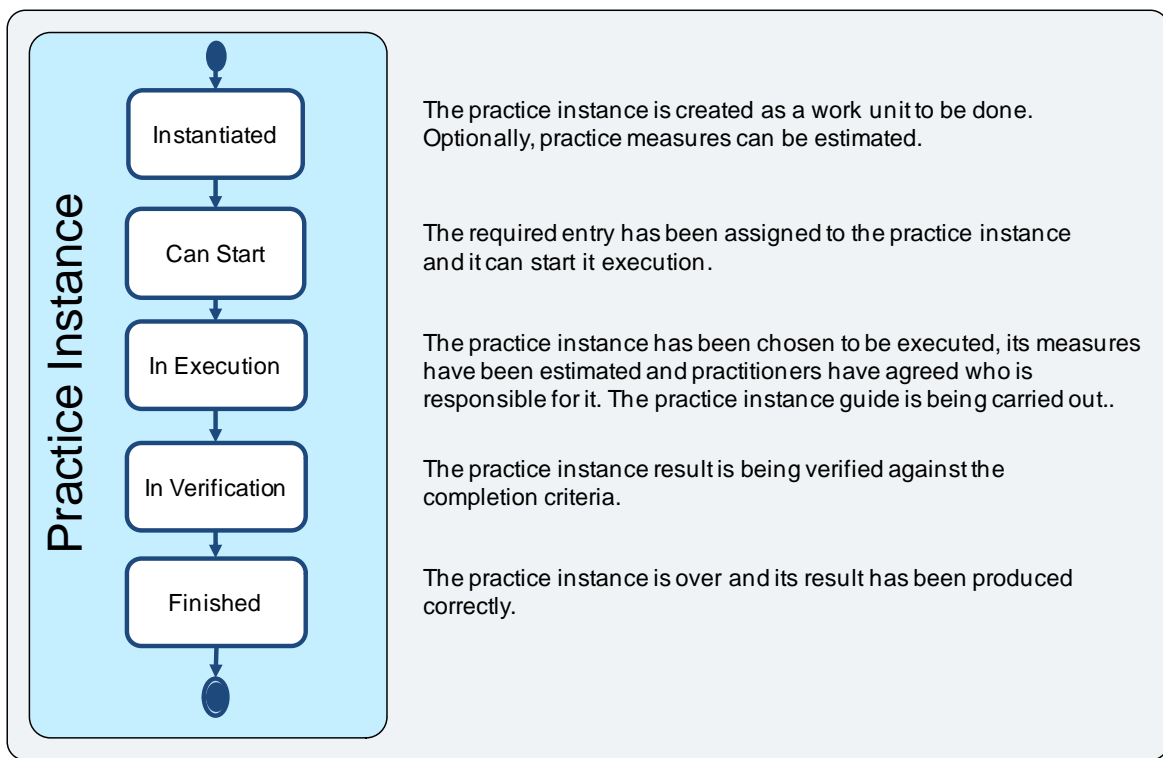 Practice Instance
Instantiated
The practice instance is created as a work unit to be done.
Optionally, practice measures can be estimated.
Can Start
The required entry has been assigned to the practice instance
and it can start it execution.
In Execution
The practice instance has been chosen to be executed, its measures
have been estimated and practitioners have agreed who is
responsible for it. The practice instance guide is being carried out..
In Verification
The practice instance result is being verified against the
completion criteria.
Finished
The practice instance is over and its result has been produced
correctly.